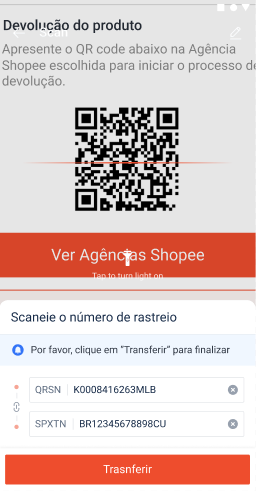 Devolução do produto
Scan
Apresente o QR code abaixo na Agência
Shopee escolhida para iniciar o processo de
devolução.
Ver Agências Shopee
Tap to turn light on
Scaneie o número de rastreio
Por favor, clique em "Transferir" para finalizar
QRSN K0008416263MLB
SPXTN BR12345678898CU
Trasnferir